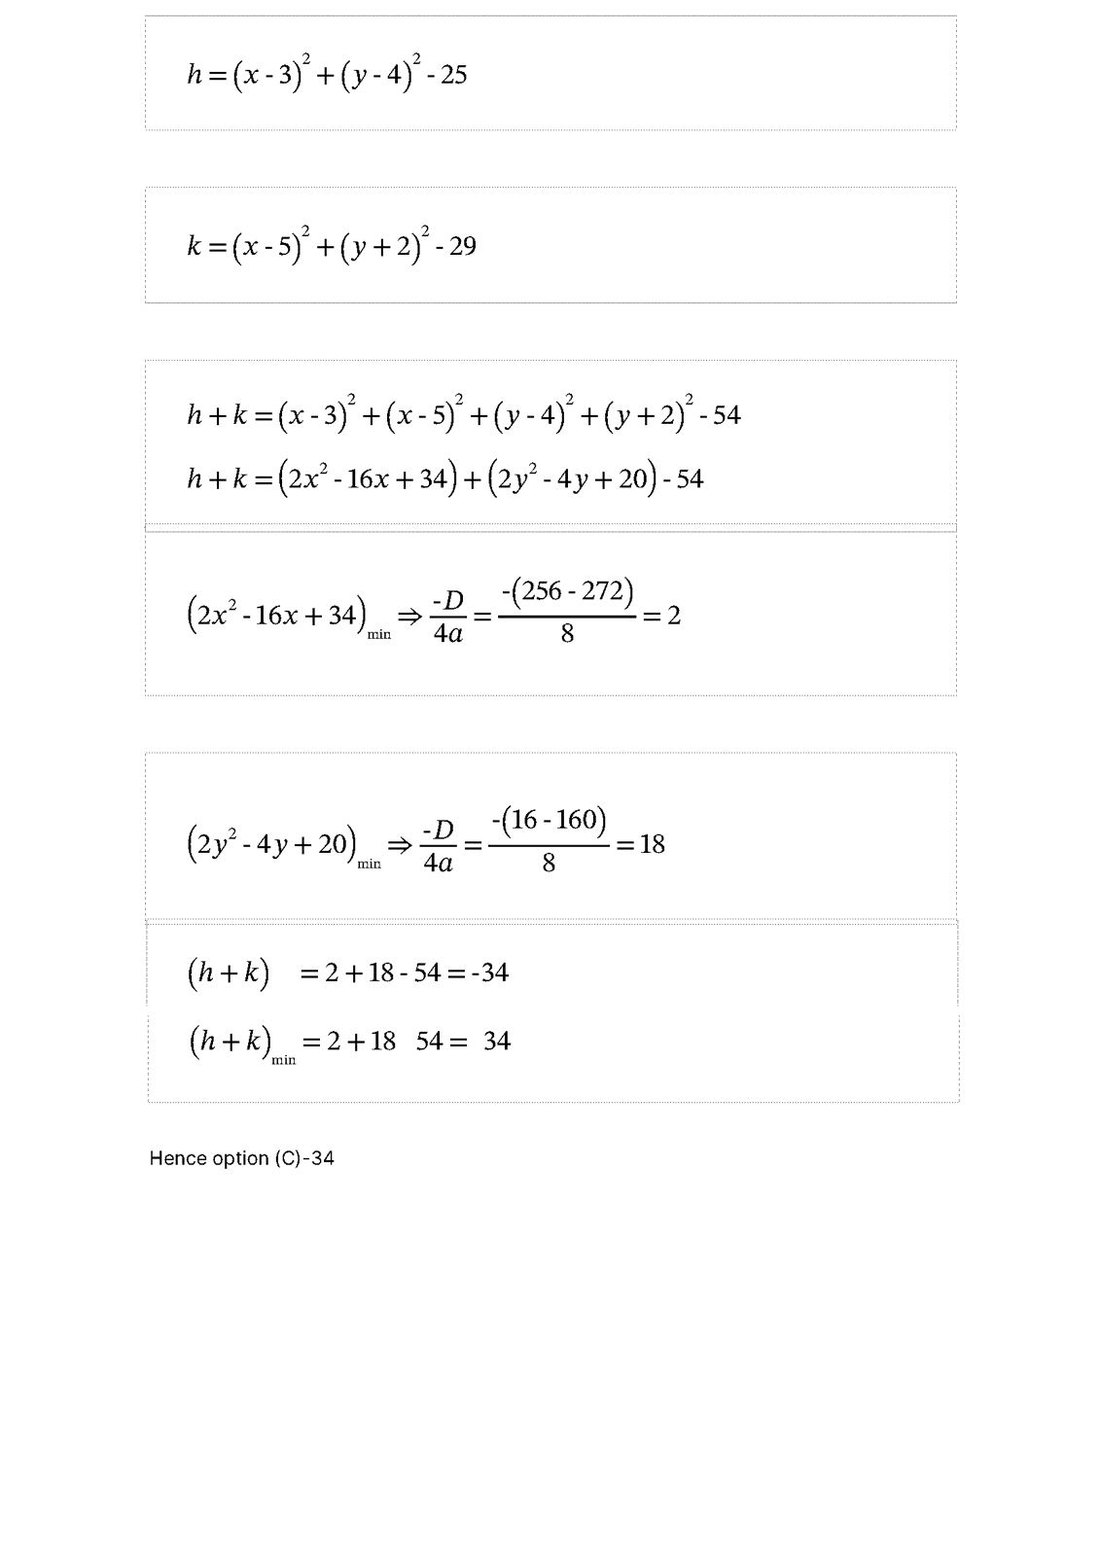 h = (x - 3)² + (y - 4)² - 25
k = (x - 5)² + (y + 2)² - 29
h + k = (x - 3)² + (x - 5)² + (y - 4)² + (y + 2)² - 54
h + k = (2x² - 16x + 34) + (2y² - 4y + 20) - 54
(2x² - 16x + 34)min ⇒ -D/4a = -(256 - 272)/8 = 2
(2y² - 4y + 20)min ⇒ -D/4a = -(16 - 160)/8 = 18
(h + k) = 2 + 18 - 54 = -34
(h + k)min = 2 + 18 54 = 34
Hence option (C)-34